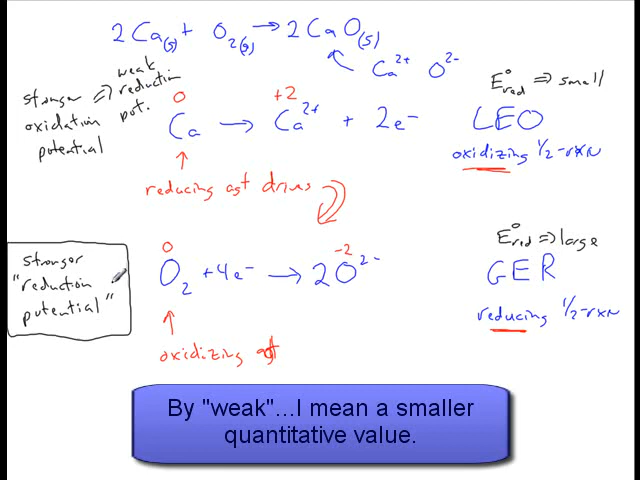 2Ca(s) + O2(g) → 2CaO(s)
Ca2+ O2-
stronger ⇒ weak
oxidation reduction
potential pot.
E°red ⇒ small
0 +2
Ca → Ca2+ + 2e-
LEO
oxidizing 1/2-rxn
reducing agt drives
E°red ⇒ large
stronger
"reduction
potential"
0 -2
O2 + 4e- → 2O2-
GER
reducing 1/2-rxn
oxidizing agt
By "weak"...I mean a smaller
quantitative value.